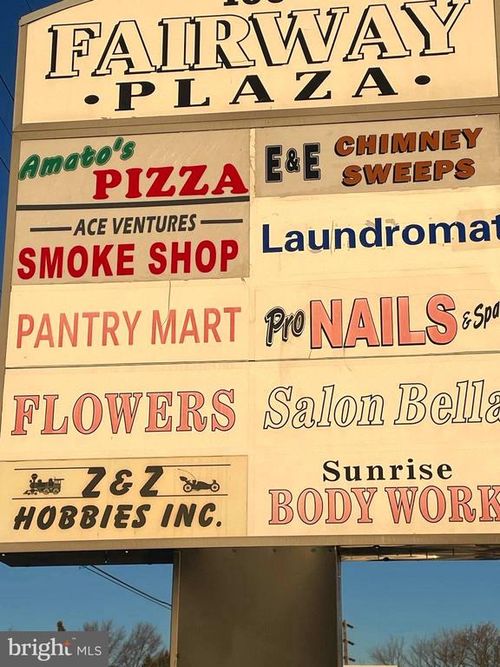 FAIRWAY
• PLAZA •
Amato's
PIZZA
ACE VENTURES
SMOKE SHOP
PANTRY MART
FLOWERS
Z&Z
HOBBIES INC.
E&E CHIMNEY
SWEEPS
Laundromat
Pro NAILS & Spa
Salon Bella
Sunrise
BODY WORK
bright MLS